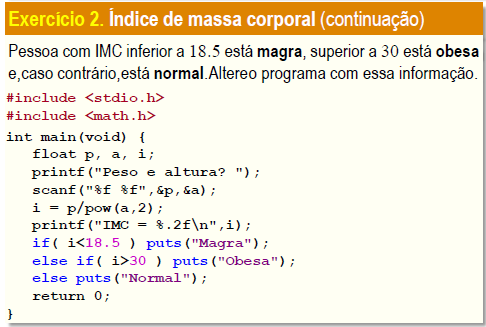 Exercício 2. Índice de massa corporal (continuação)
Pessoa com IMC inferior a 18.5 está magra, superior a 30 está obesa
e,caso contrário,está normal.Altereo programa com essa informação.
#include <stdio.h>
#include <math.h>
int main(void) {
   float p, a, i;
   printf("Peso e altura? ");
   scanf("%f %f",&p,&a);
   i = p/pow(a,2);
   printf("IMC = %.2f\n",i);
   if( i<18.5 ) puts("Magra");
   else if( i>30 ) puts("Obesa");
   else puts("Normal");
   return 0;
}